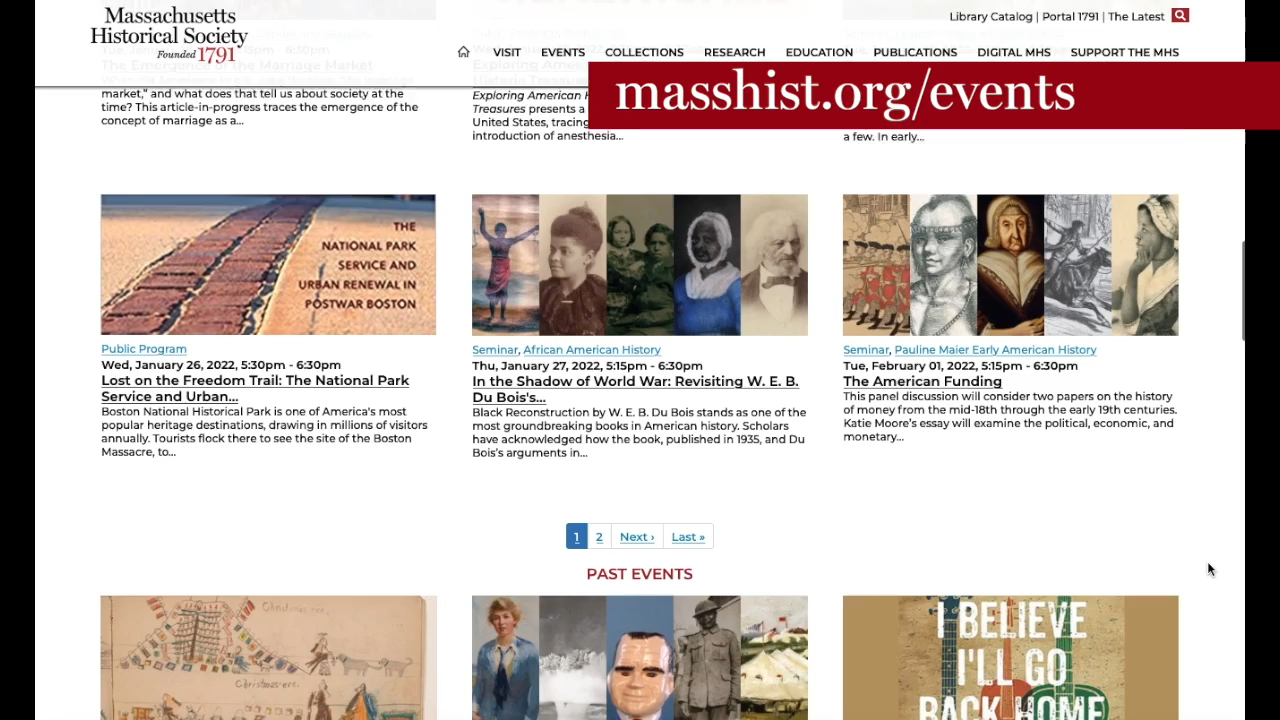 Massachusetts
Historical Society
Founded 1791
Library Catalog | Portal 1791 | The Latest
VISIT EVENTS COLLECTIONS RESEARCH EDUCATION PUBLICATIONS DIGITAL MHS SUPPORT THE MHS
masshist.org/events
The Emergence of the Marriage Market
market," and what does that tell us about society at the
time? This article-in-progress traces the emergence of the
concept of marriage as a...
Exploring American H
Treasures presents a
United States, tracing
introduction of anesthesia...
a few. In early...
THE
NATIONAL PARK
SERVICE AND
URBAN RENEWAL IN
POSTWAR BOSTON
Public Program
Wed, January 26, 2022, 5:30pm - 6:30pm
Lost on the Freedom Trail: The National Park
Service and Urban...
Boston National Historical Park is one of America's most
popular heritage destinations, drawing in millions of visitors
annually. Tourists flock there to see the site of the Boston
Massacre, to...
Seminar, African American History
Thu, January 27, 2022, 5:15pm - 6:30pm
In the Shadow of World War: Revisiting W. E. B.
Du Bois's...
Black Reconstruction by W. E. B. Du Bois stands as one of the
most groundbreaking books in American history. Scholars
have acknowledged how the book, published in 1935, and Du
Bois's arguments in...
Seminar, Pauline Maier Early American History
Tue, February 01, 2022, 5:15pm - 6:30pm
The American Funding
This panel discussion will consider two papers on the history
of money from the mid-18th through the early 19th centuries.
Katie Moore's essay will examine the political, economic, and
monetary...
1 2 Next › Last »
PAST EVENTS
Christmas eve.
Christmas eve.
I BELIEVE
I'LL GO
BACK HOME